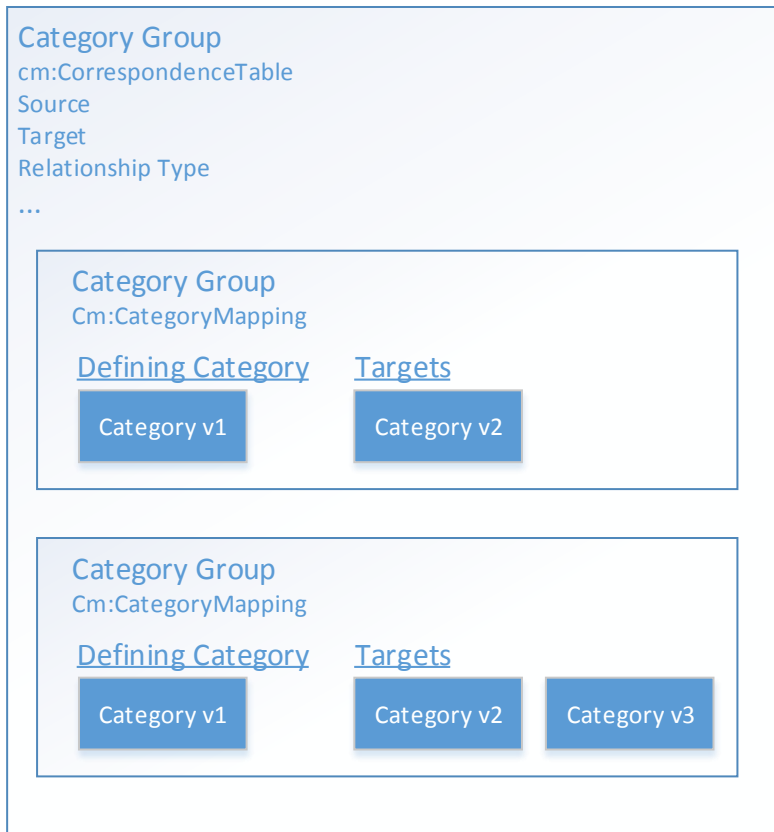 Category Group
cm:CorrespondenceTable
Source
Target
Relationship Type
...
Category Group
Cm:CategoryMapping
Defining Category Targets
Category v1 Category v2
Category Group
Cm:CategoryMapping
Defining Category Targets
Category v1 Category v2 Category v3